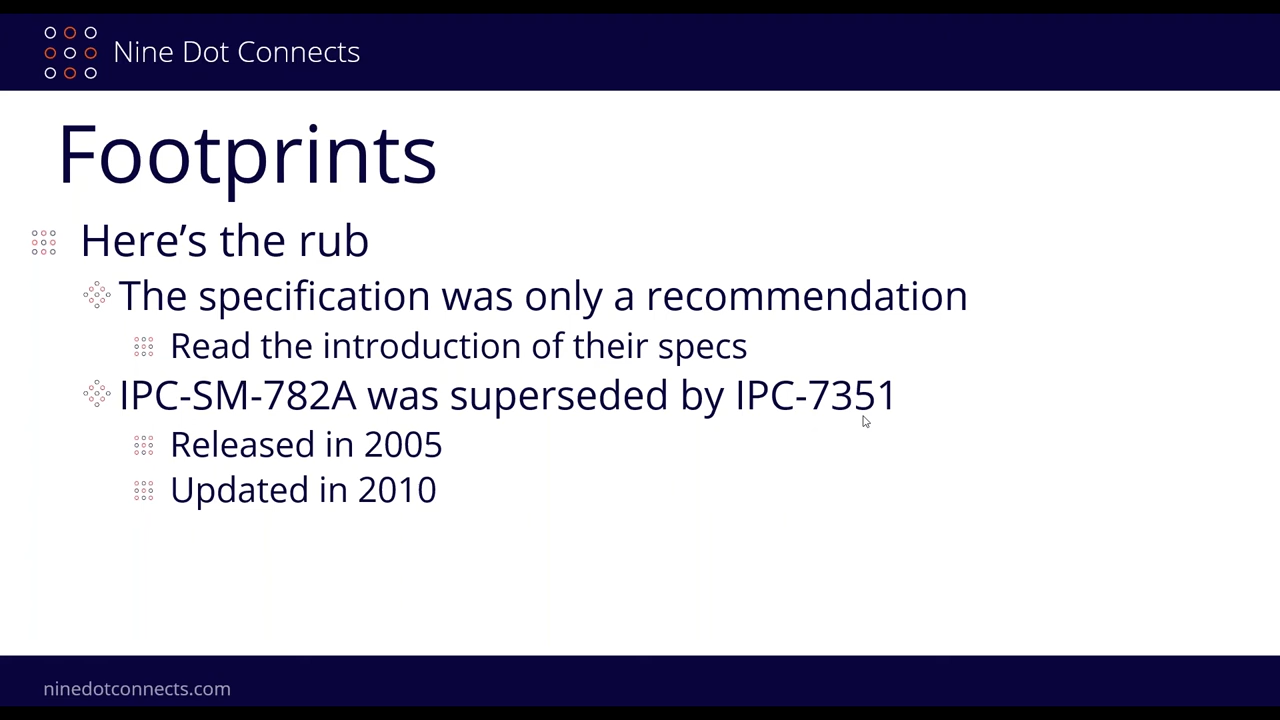 Nine Dot Connects
Footprints
Here’s the rub
The specification was only a recommendation
Read the introduction of their specs
IPC-SM-782A was superseded by IPC-7351
Released in 2005
Updated in 2010
ninedotconnects.com